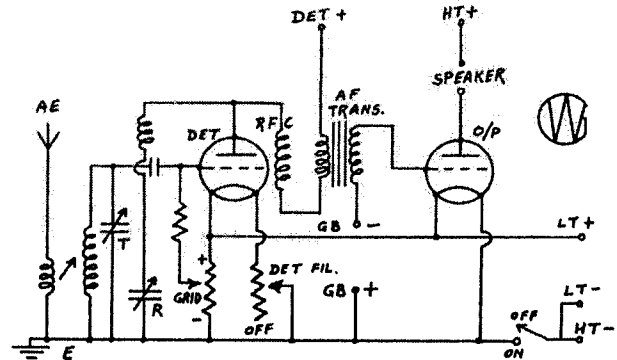 DET +
HT+
SPEAKER
AF
TRANS.
AE
DET
RFC
O/P
GB -
LT+
T
+
DET FIL.
GRID
R
-
OFF
GB +
LT-
OFF
HT-
ON
E
W